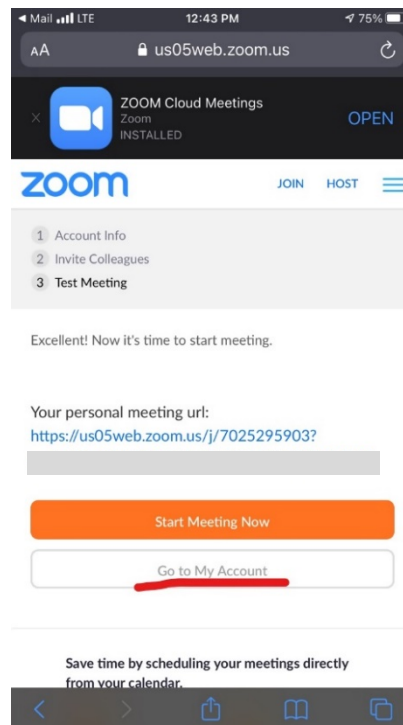 Mail LTE 12:43 PM 75%
AA us05web.zoom.us
ZOOM Cloud Meetings
Zoom
INSTALLED
OPEN
zoom JOIN HOST
1 Account Info
2 Invite Colleagues
3 Test Meeting
Excellent! Now it's time to start meeting.
Your personal meeting url:
https://us05web.zoom.us/j/7025295903?
Start Meeting Now
Go to My Account
Save time by scheduling your meetings directly
from your calendar.